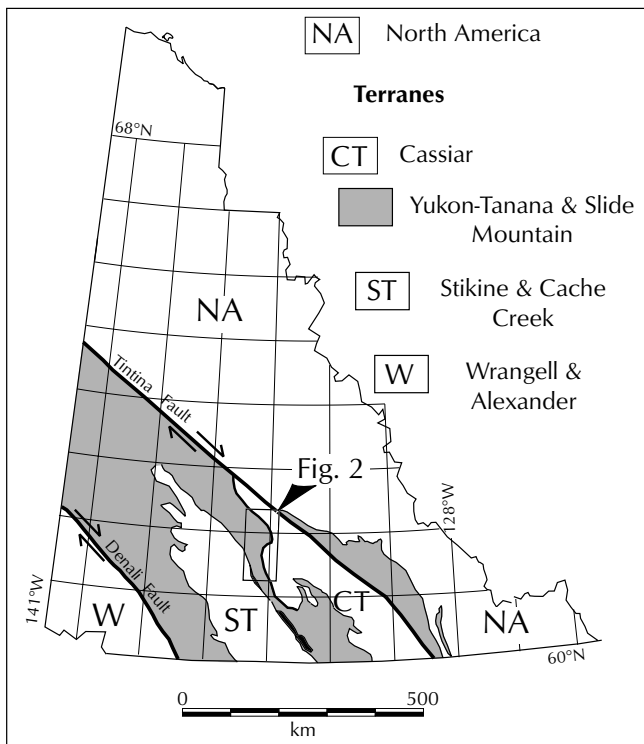 NA North America
Terranes
CT Cassiar
Yukon-Tanana & Slide
Mountain
ST Stikine & Cache
Creek
W Wrangell &
Alexander
68°N
NA
Tintina Fault
Fig. 2
128°W
Denali Fault
141°W
W
ST
CT
NA
60°N
0 500
km